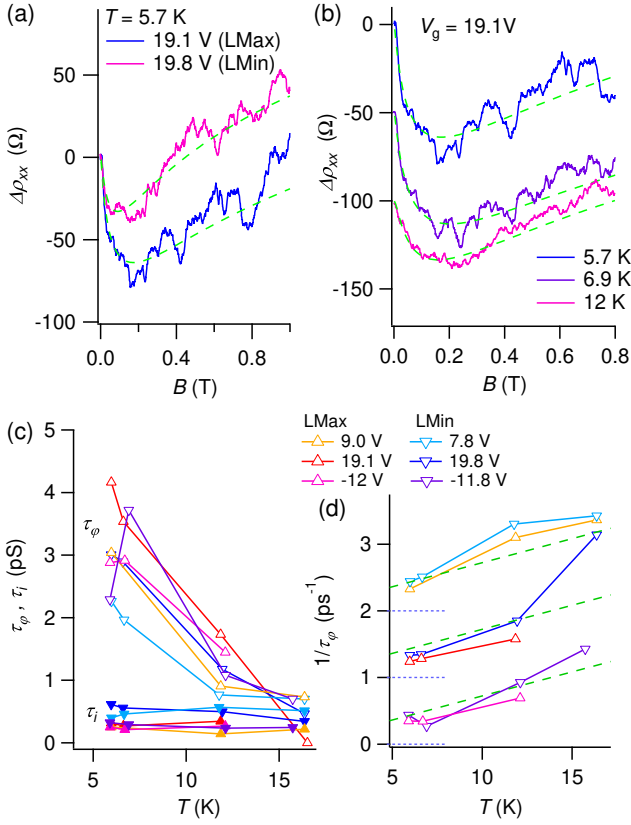 (a)
T = 5.7 K
19.1 V (LMax)
19.8 V (LMin)
50
0
-50
-100
Δρxx (Ω)
0.0
0.4
0.8
B (T)
(b)
Vg = 19.1V
0
-50
-100
-150
Δρxx (Ω)
5.7 K
6.9 K
12 K
0.0
0.2
0.4
0.6
0.8
B (T)
(c)
5
4
3
2
1
0
τφ , τi (pS)
τφ
τi
5
10
15
T (K)
LMax
9.0 V
19.1 V
-12 V
LMin
7.8 V
19.8 V
-11.8 V
(d)
3
2
1
0
1/τφ (ps⁻¹)
5
10
15
T (K)